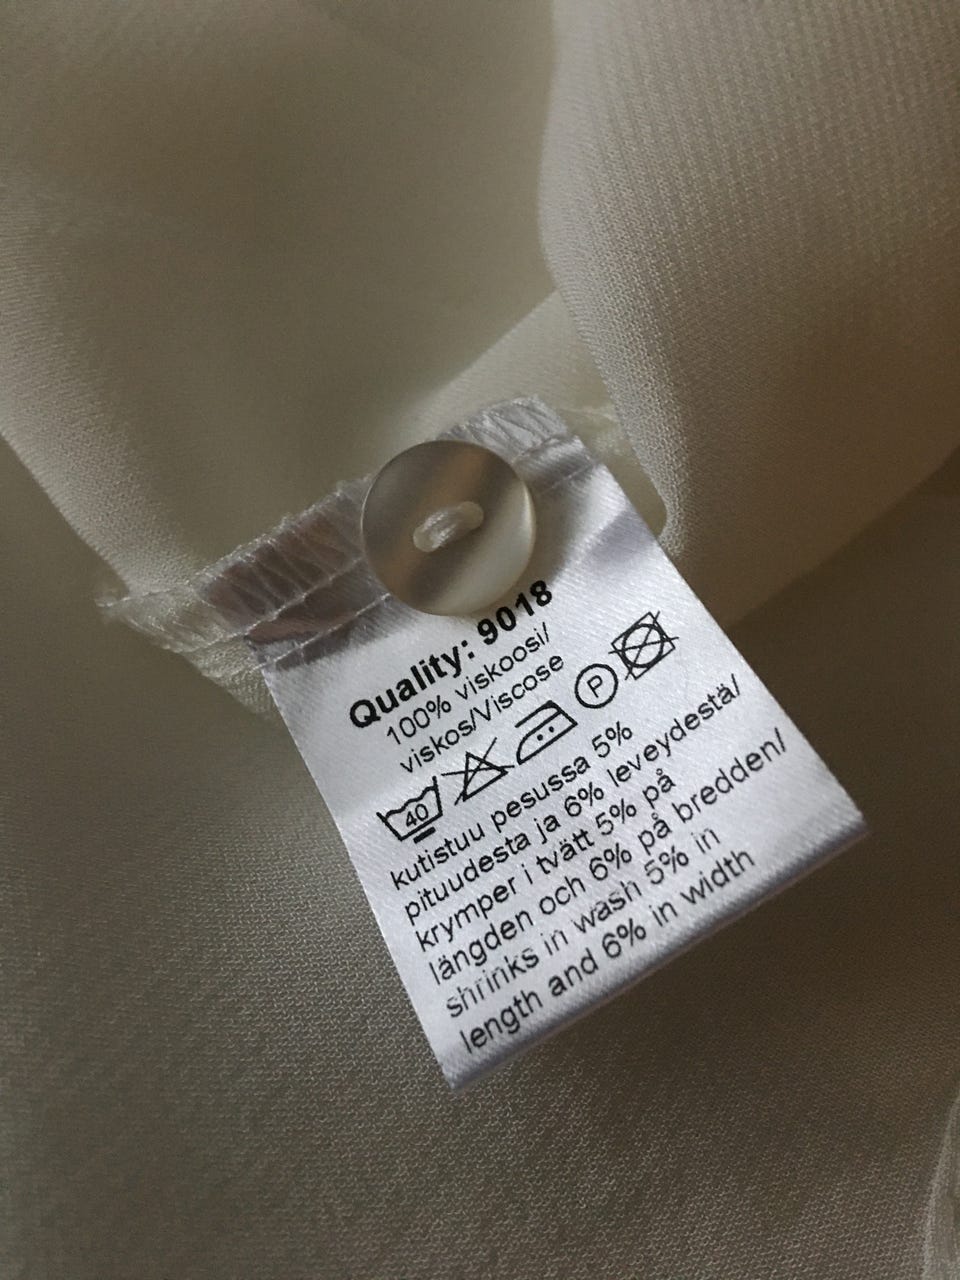 Quality: 9018
100% viskoosi/
viskos/Viscose
40 P
kutistuu pesussa 5%
pituudesta ja 6% leveydestä/
krymper i tvätt 5% på
längden och 6% på bredden/
shrinks in wash 5% in
length and 6% in width